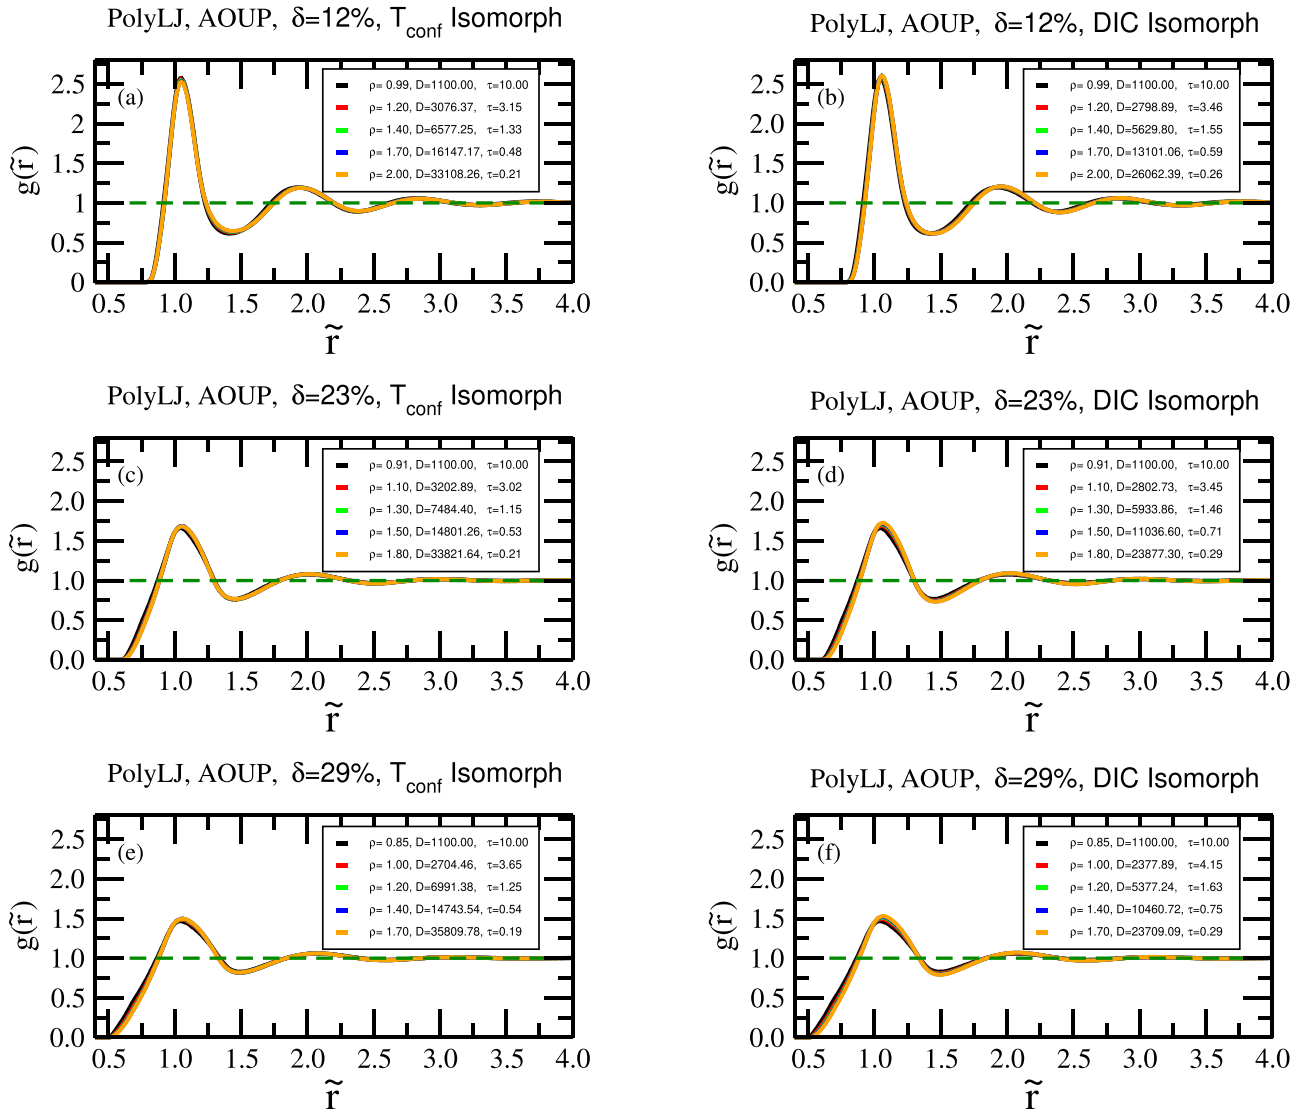 PolyLJ, AOUP, δ=12%, T_conf Isomorph
(a)
ρ= 0.99, D=1100.00, τ=10.00
ρ= 1.20, D=3076.37, τ=3.15
ρ= 1.40, D=6577.25, τ=1.33
ρ= 1.70, D=16147.17, τ=0.48
ρ= 2.00, D=33108.26, τ=0.21
g(r̃)
2.5
2
1.5
1.0
0.5
0
0.5 1.0 1.5 2.0 2.5 3.0 3.5 4.0
r̃
PolyLJ, AOUP, δ=12%, DIC Isomorph
(b)
ρ= 0.99, D=1100.00, τ=10.00
ρ= 1.20, D=2798.89, τ=3.46
ρ= 1.40, D=5629.80, τ=1.55
ρ= 1.70, D=13101.06, τ=0.59
ρ= 2.00, D=26062.39, τ=0.26
g(r̃)
2.5
2
1.5
1.0
0.5
0
0.5 1.0 1.5 2.0 2.5 3.0 3.5 4.0
r̃
PolyLJ, AOUP, δ=23%, T_conf Isomorph
(c)
ρ= 0.91, D=1100.00, τ=10.00
ρ= 1.10, D=3202.89, τ=3.02
ρ= 1.30, D=7484.40, τ=1.15
ρ= 1.50, D=14801.26, τ=0.53
ρ= 1.80, D=33821.64, τ=0.21
g(r̃)
2.5
2.0
1.5
1.0
0.5
0.0
0.5 1.0 1.5 2.0 2.5 3.0 3.5 4.0
r̃
PolyLJ, AOUP, δ=23%, DIC Isomorph
(d)
ρ= 0.91, D=1100.00, τ=10.00
ρ= 1.10, D=2802.73, τ=3.45
ρ= 1.30, D=5933.86, τ=1.46
ρ= 1.50, D=11036.60, τ=0.71
ρ= 1.80, D=23877.30, τ=0.29
g(r̃)
2.5
2.0
1.5
1.0
0.5
0.0
0.5 1.0 1.5 2.0 2.5 3.0 3.5 4.0
r̃
PolyLJ, AOUP, δ=29%, T_conf Isomorph
(e)
ρ= 0.85, D=1100.00, τ=10.00
ρ= 1.00, D=2704.46, τ=3.65
ρ= 1.20, D=6991.38, τ=1.25
ρ= 1.40, D=14743.54, τ=0.54
ρ= 1.70, D=35809.78, τ=0.19
g(r̃)
2.5
2.0
1.5
1.0
0.5
0.0
0.5 1.0 1.5 2.0 2.5 3.0 3.5 4.0
r̃
PolyLJ, AOUP, δ=29%, DIC Isomorph
(f)
ρ= 0.85, D=1100.00, τ=10.00
ρ= 1.00, D=2377.89, τ=4.15
ρ= 1.20, D=5377.24, τ=1.63
ρ= 1.40, D=10460.72, τ=0.75
ρ= 1.70, D=23709.09, τ=0.29
g(r̃)
2.5
2.0
1.5
1.0
0.5
0.0
0.5 1.0 1.5 2.0 2.5 3.0 3.5 4.0
r̃